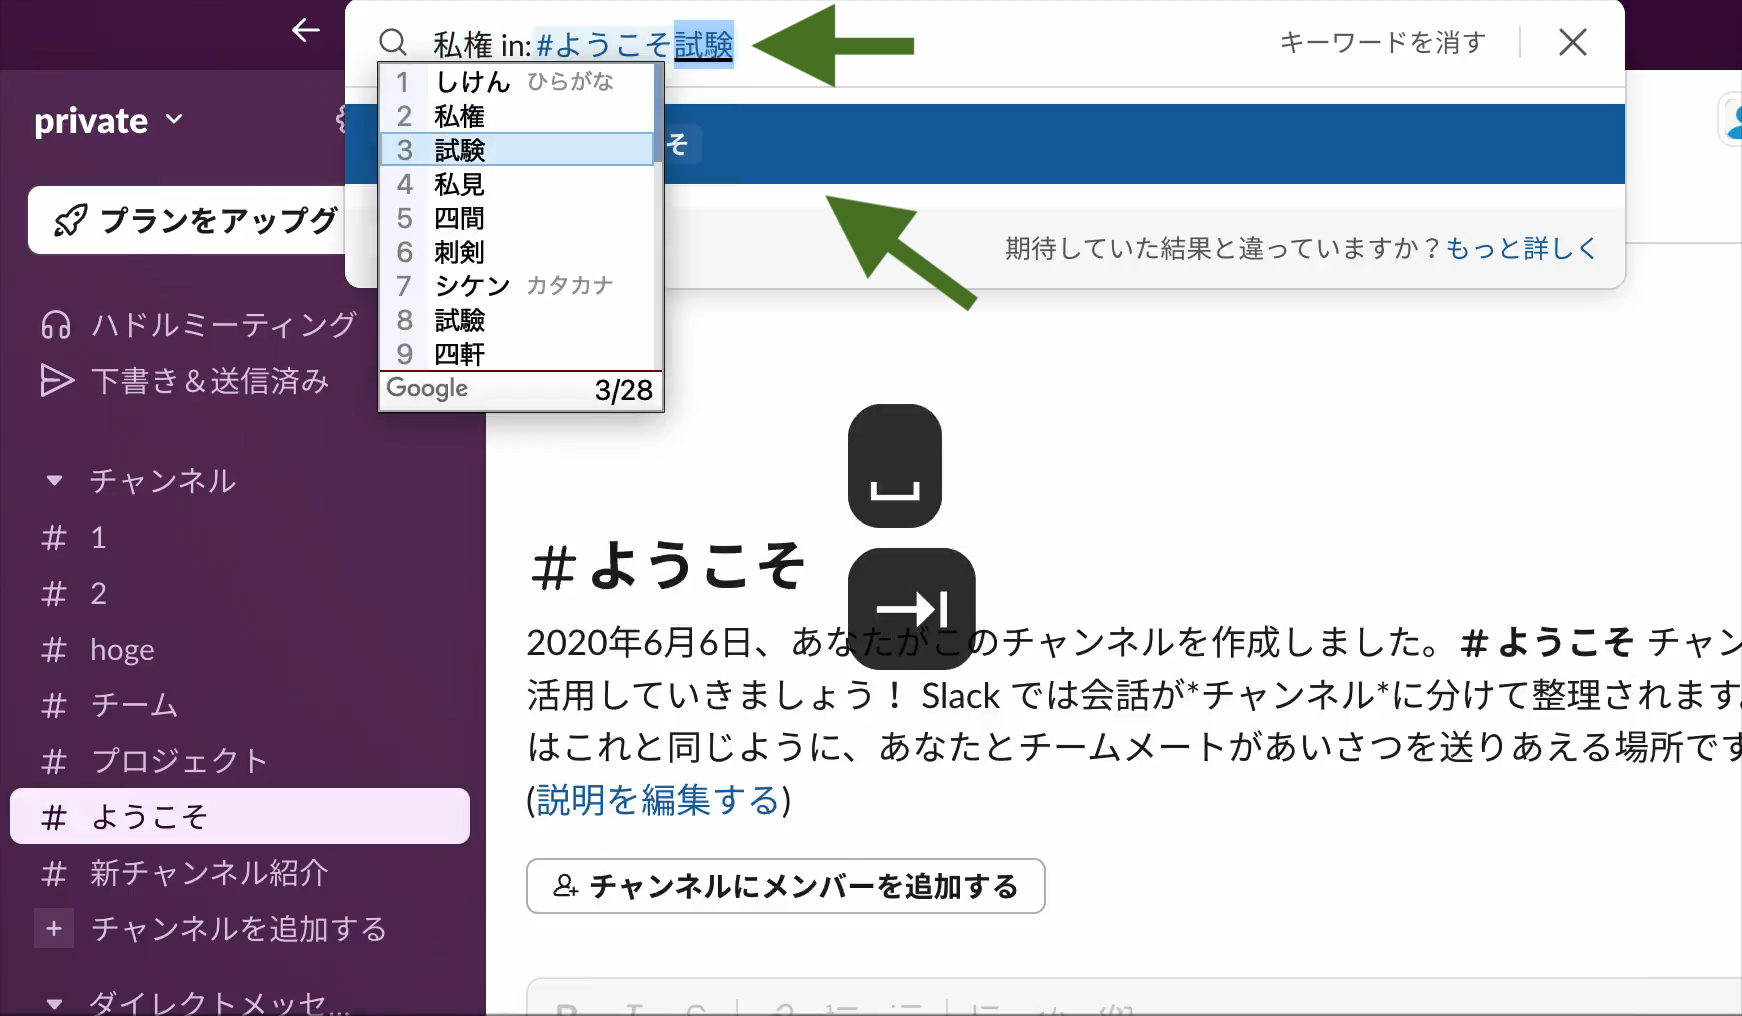 私権 in:#ようこそ試験
キーワードを消す
1 しけん ひらがな
2 私権
3 試験
4 私見
5 四間
6 刺剣
7 シケン カタカナ
8 試驗
9 四軒
Google 3/28
そ
期待していた結果と違っていますか？もっと詳しく
private
プランをアップグ
ハドルミーティング
下書き＆送信済み
チャンネル
# 1
# 2
# hoge
# チーム
# プロジェクト
# ようこそ
# 新チャンネル紹介
+ チャンネルを追加する
ダイレクトメッセ...
# ようこそ
2020年6月6日、あなたがこのチャンネルを作成しました。# ようこそ チャン
活用していきましょう！ Slack では会話が*チャンネル*に分けて整理されます。
はこれと同じように、あなたとチームメートがあいさつを送りあえる場所です
(説明を編集する)
チャンネルにメンバーを追加する